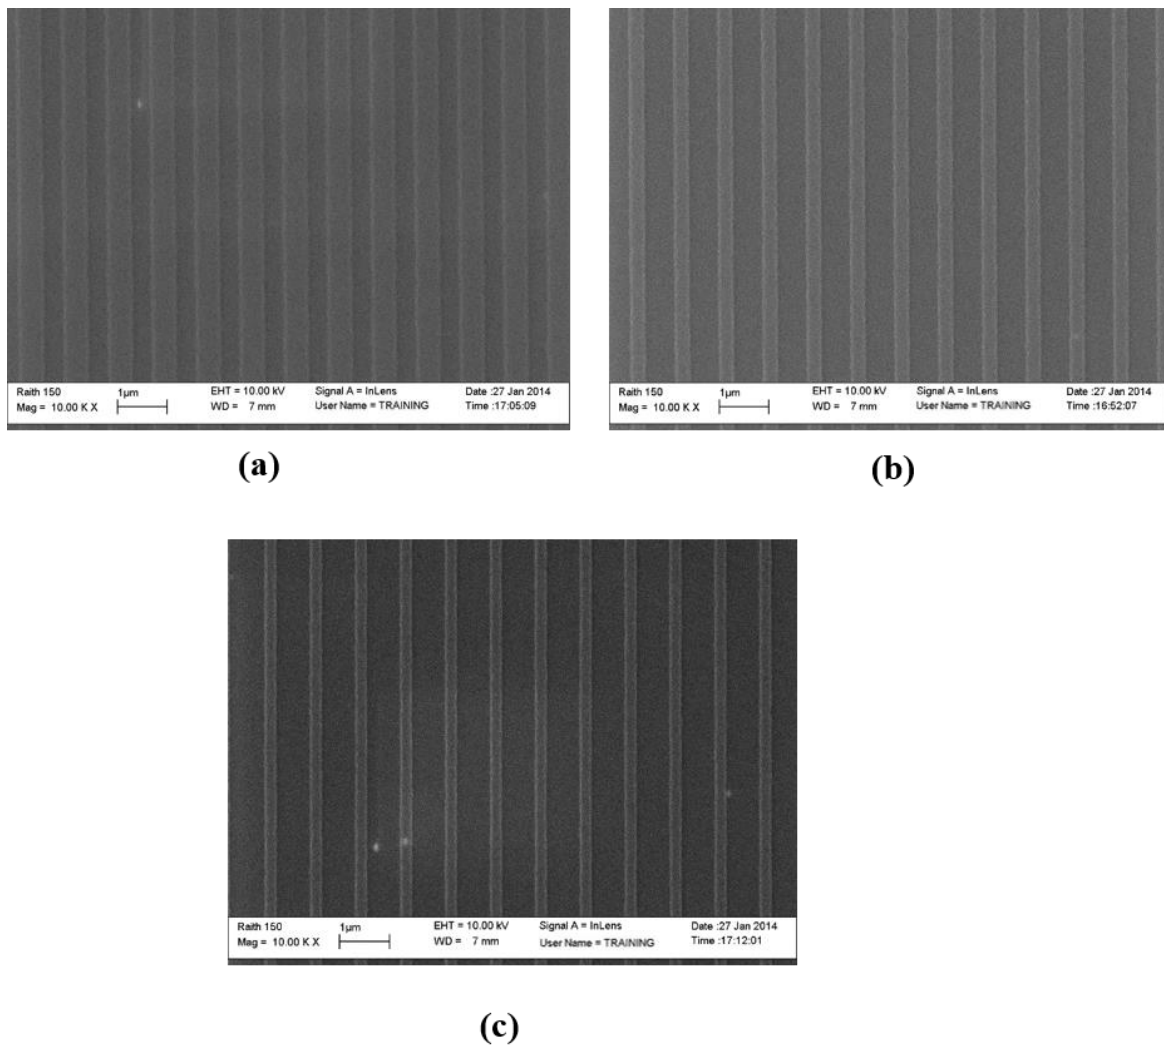 Raith 150 1µm EHT = 10.00 kV Signal A = InLens Date :27 Jan 2014
Mag = 10.00 K X WD = 7 mm User Name = TRAINING Time :17:05:09
(a)
Raith 150 1µm EHT = 10.00 kV Signal A = InLens Date :27 Jan 2014
Mag = 10.00 K X WD = 7 mm User Name = TRAINING Time :16:52:07
(b)
Raith 150 1µm EHT = 10.00 kV Signal A = InLens Date :27 Jan 2014
Mag = 10.00 K X WD = 7 mm User Name = TRAINING Time :17:12:01
(c)